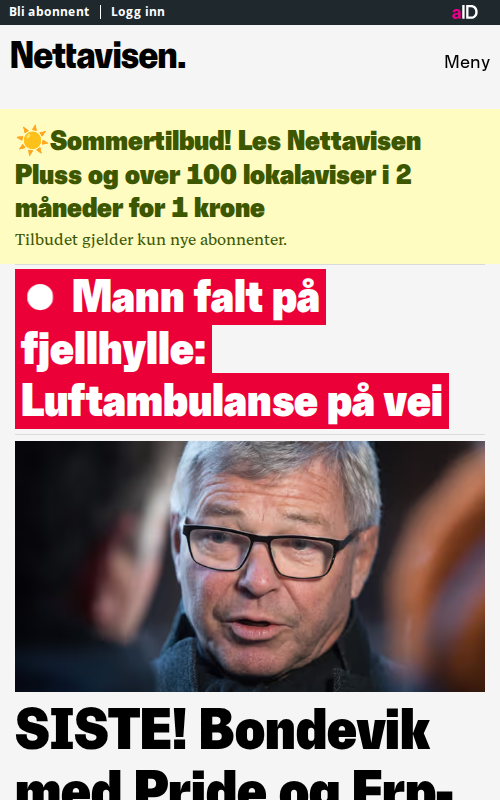 Bli abonnent
Logg inn
aID
Nettavisen.
Meny
Sommertilbud! Les Nettavisen
Pluss og over 100 lokalaviser i 2
måneder for 1 krone
Tilbudet gjelder kun nye abonnenter.
Mann falt på
fjellhylle:
Luftambulanse på vei
SISTE! Bondevik
med Pride og Frp-